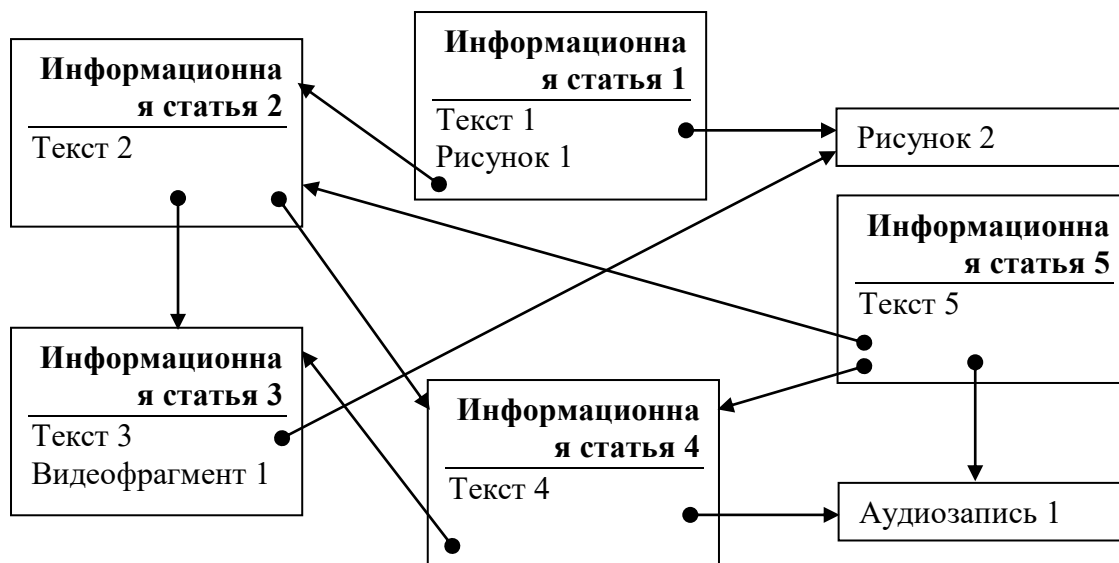 Информационна
я статья 2
Текст 2
Информационна
я статья 1
Текст 1
Рисунок 1
Рисунок 2
Информационна
я статья 5
Текст 5
Информационна
я статья 3
Текст 3
Видеофрагмент 1
Информационна
я статья 4
Текст 4
Аудиозапись 1